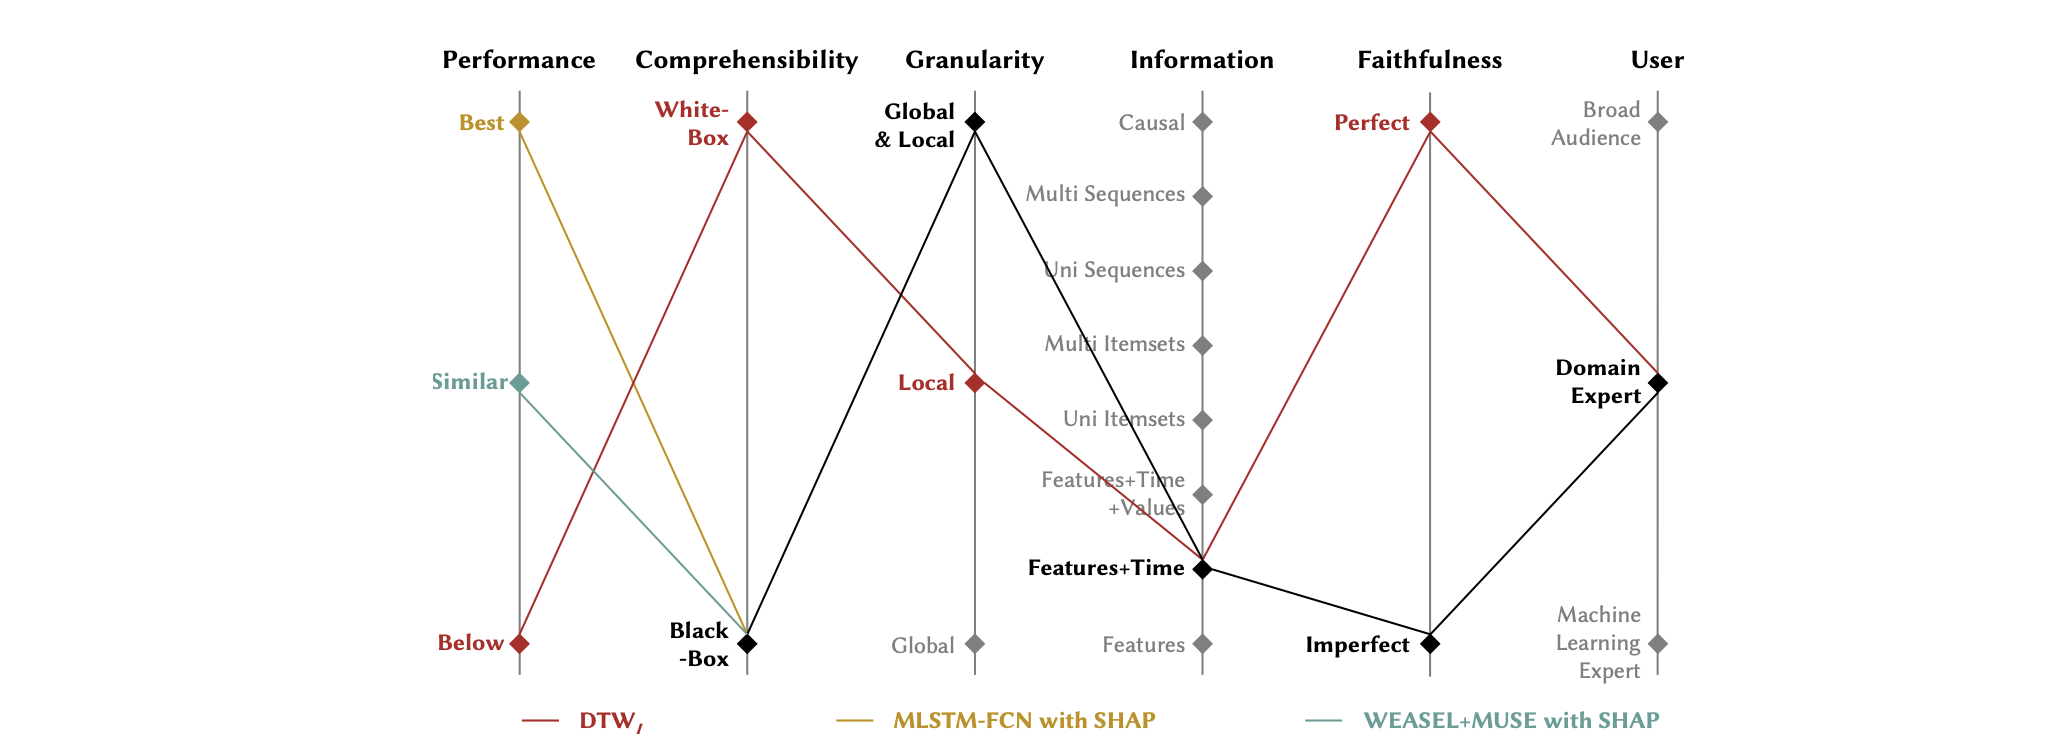 Performance
Comprehensibility
Granularity
Information
Faithfulness
User
Best
Similar
Below
White-
Box
Black
-Box
Global
& Local
Local
Global
Causal
Multi Sequences
Uni Sequences
Multi Itemsets
Uni Itemsets
Features+Time
+Values
Features+Time
Features
Perfect
Imperfect
Broad
Audience
Domain
Expert
Machine
Learning
Expert
DTW
MLSTM-FCN with SHAP
WEASEL+MUSE with SHAP